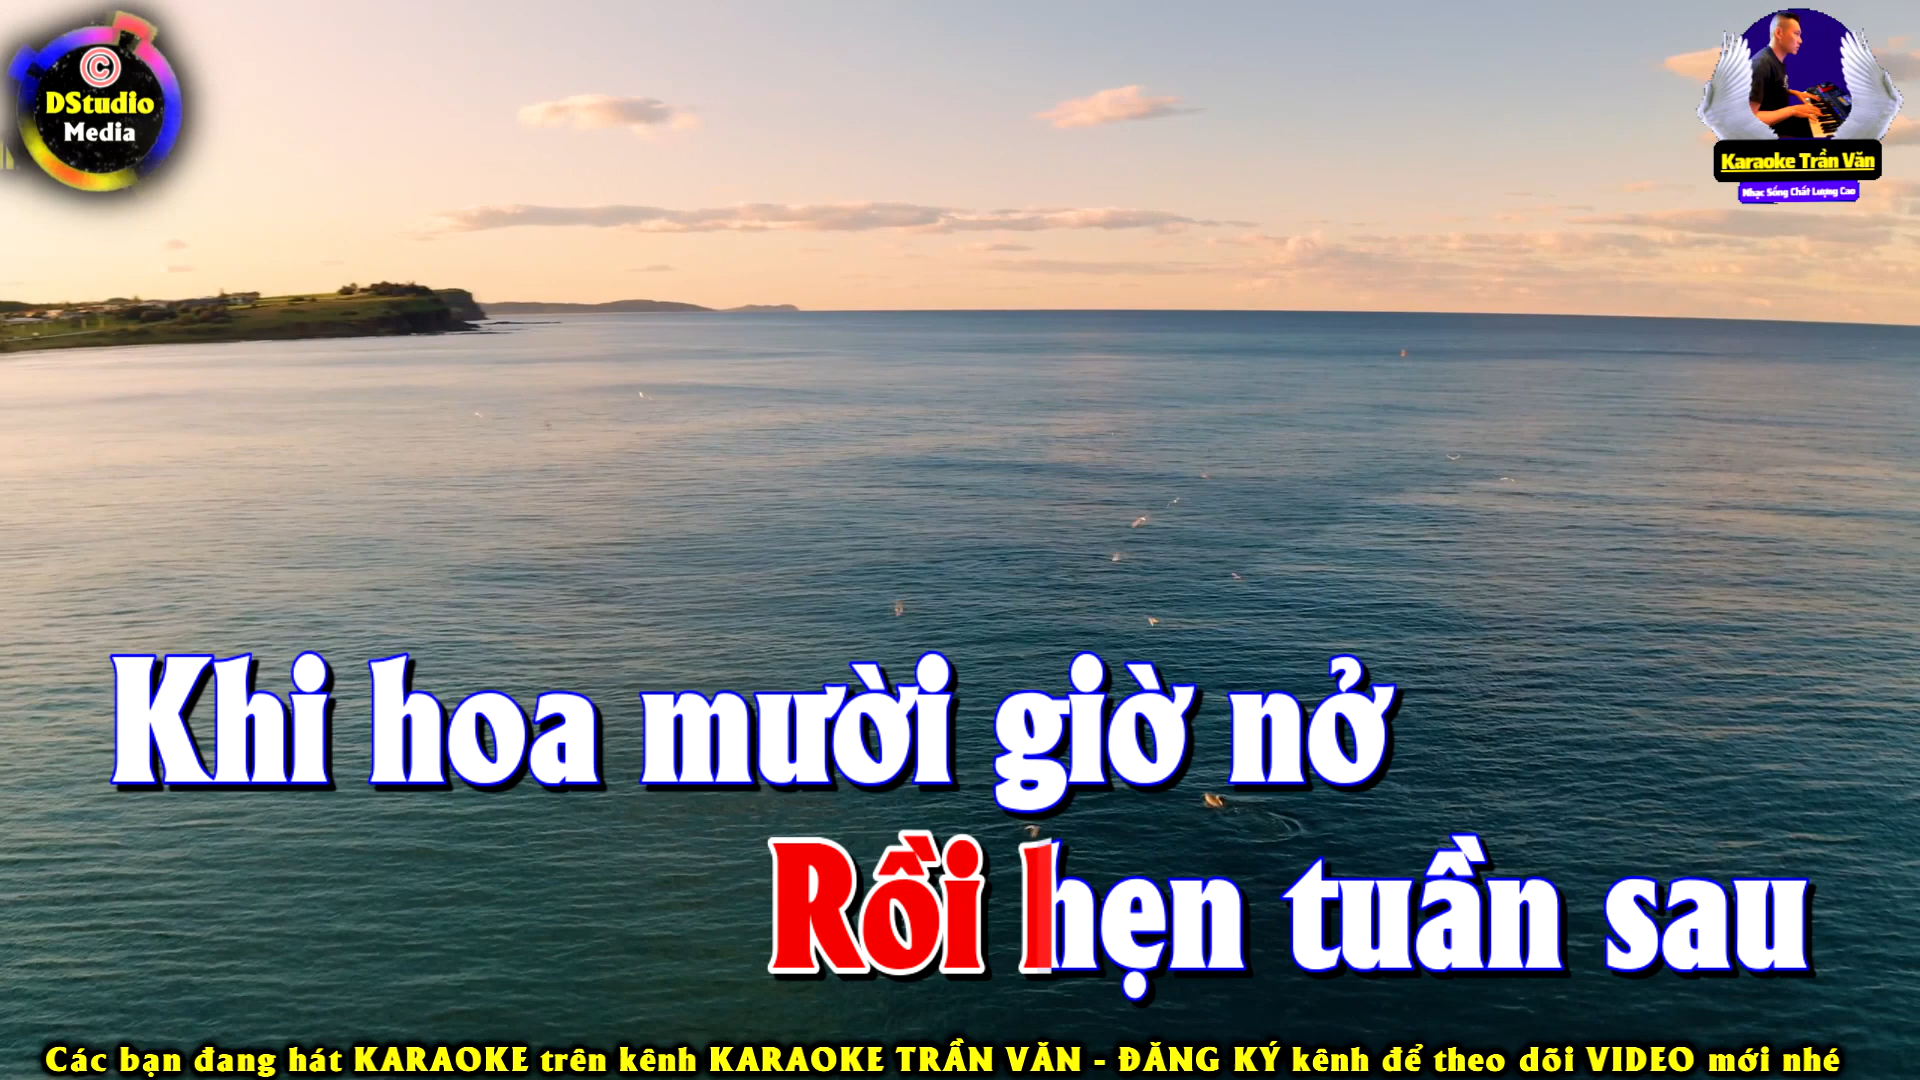 ©
DStudio
Media
Karaoke Trần Văn
Nhạc Sống Chất Lượng Cao
Khi hoa mười giờ nở
Rồi hẹn tuần sau
Các bạn đang hát KARAOKE trên kênh KARAOKE TRẦN VĂN - ĐĂNG KÝ kênh để theo dõi VIDEO mới nhé